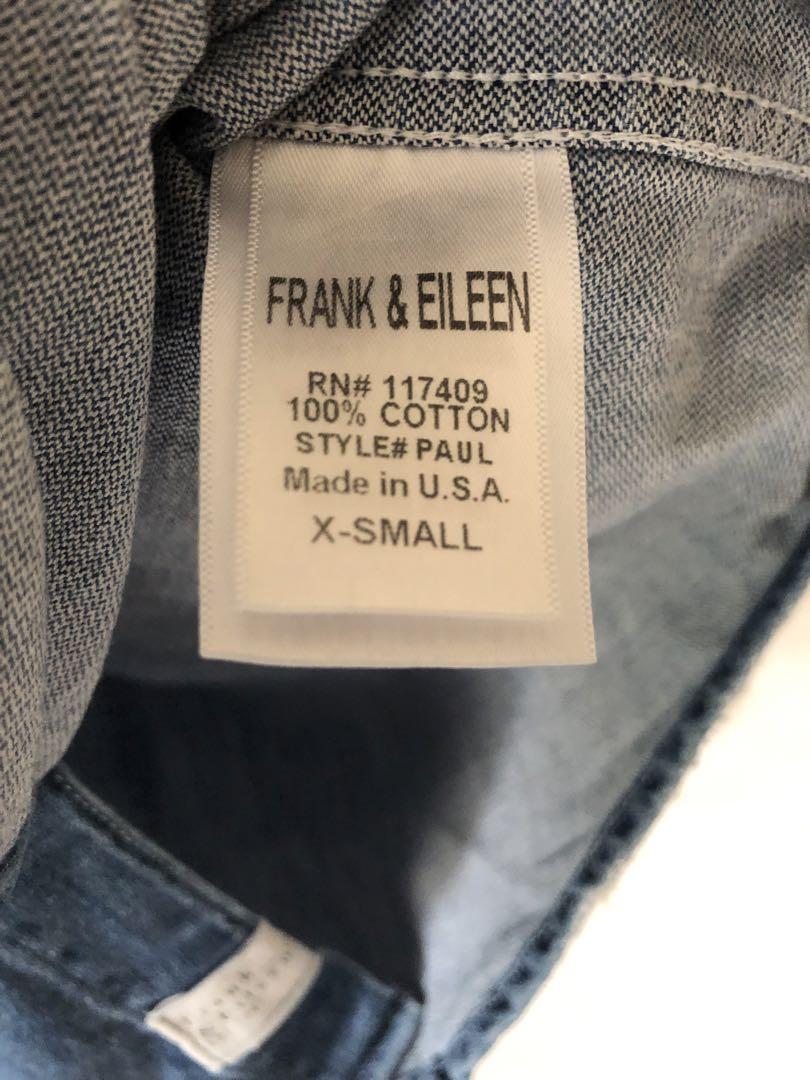 FRANK & EILEEN
RN# 117409
100% COTTON
STYLE# PAUL
Made in U.S.A.
X-SMALL